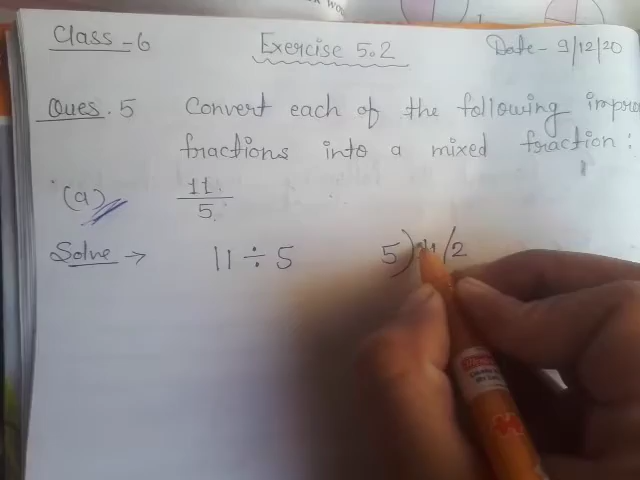 Class - 6 Exercise 5.2 Date - 9/12/20
Ques. 5 Convert each of the following impro
fractions into a mixed fraction :
(a) 11/5
Solve → 11 ÷ 5 5)11/2